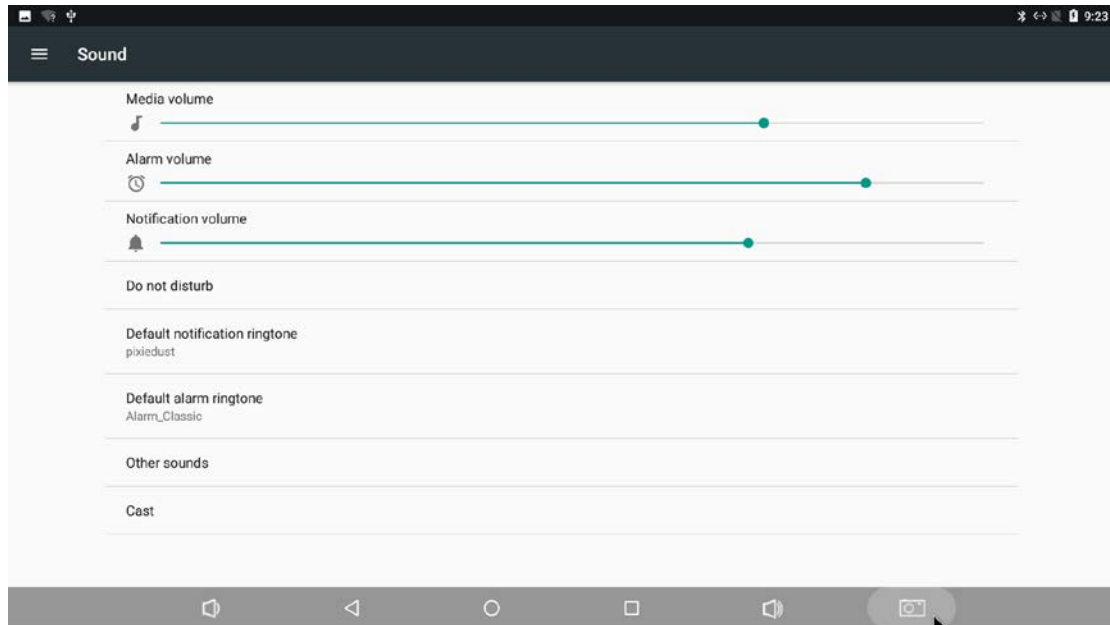 9:23
Sound
Media volume
Alarm volume
Notification volume
Do not disturb
Default notification ringtone
pixiedust
Default alarm ringtone
Alarm_Classic
Other sounds
Cast